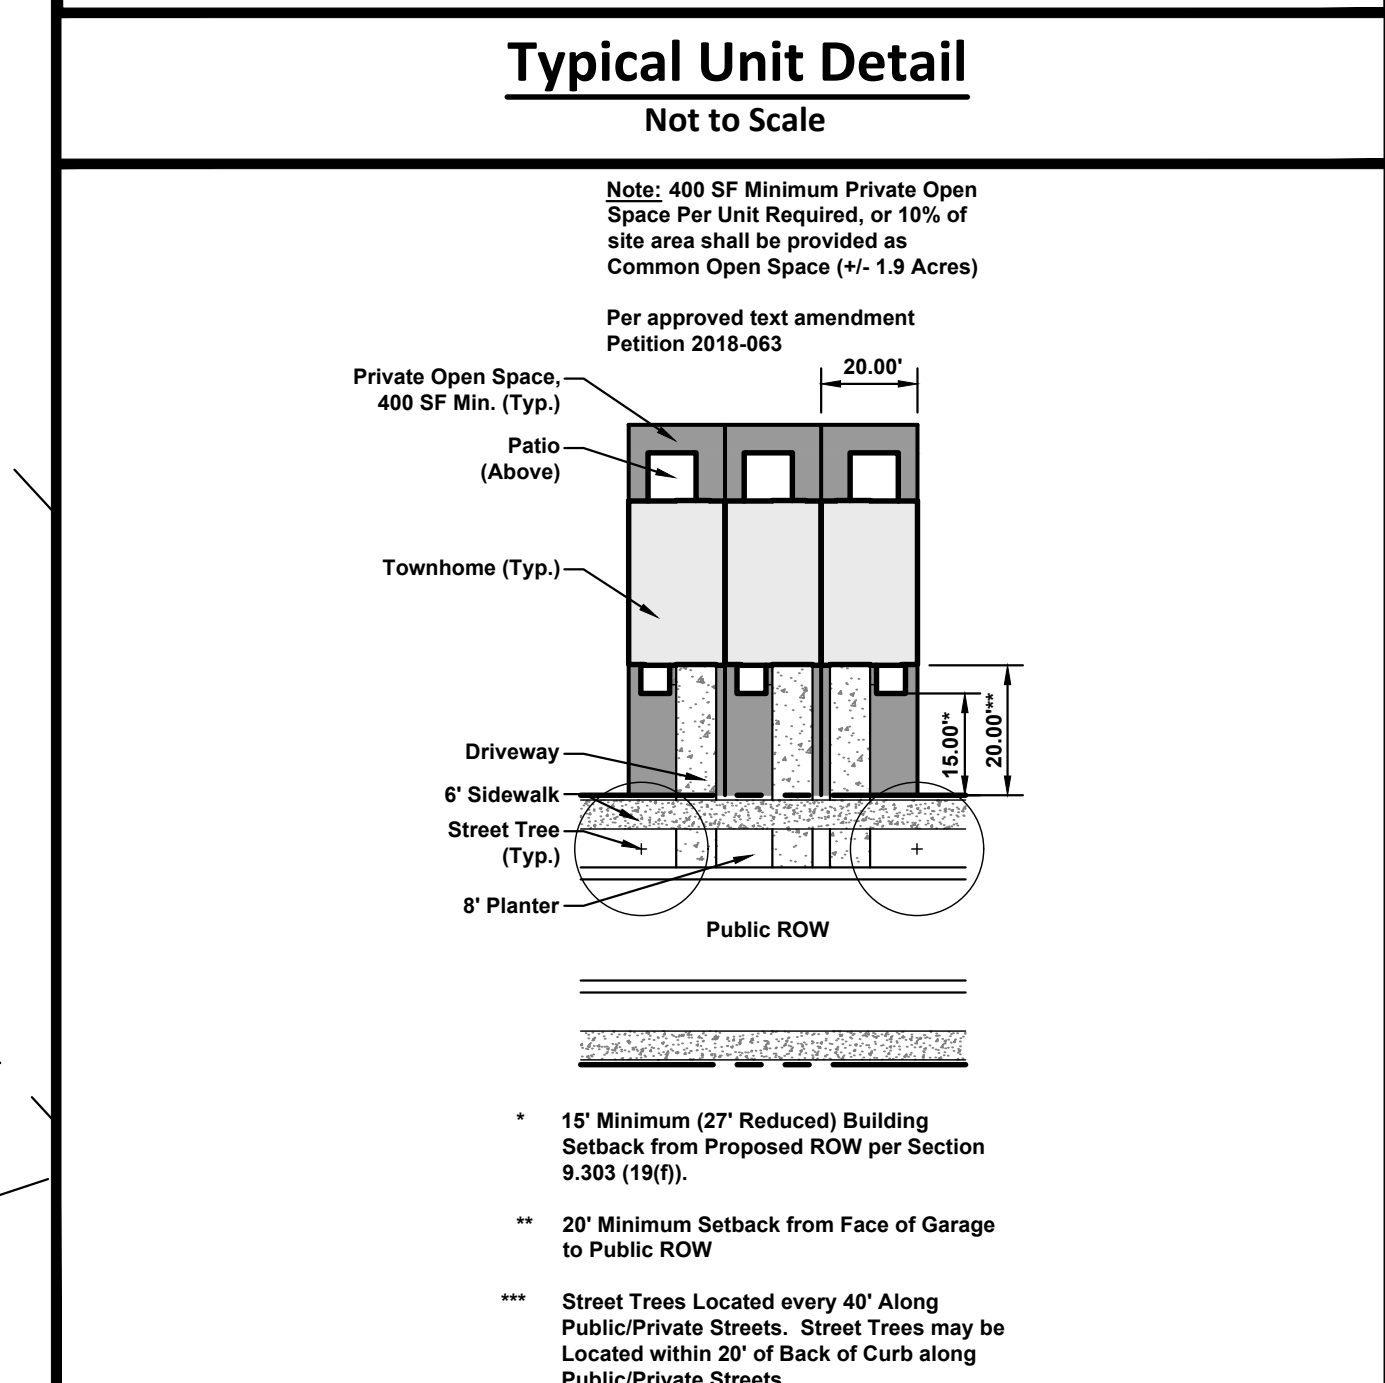 Typical Unit Detail
Not to Scale
Note: 400 SF Minimum Private Open
Space Per Unit Required, or 10% of
site area shall be provided as
Common Open Space (+/- 1.9 Acres)
Per approved text amendment
Petition 2018-063
20.00'
Private Open Space,
400 SF Min. (Typ.)
Patio
(Above)
Townhome (Typ.)
15.00'*
20.00'**
Driveway
6' Sidewalk
Street Tree
(Typ.)
8' Planter
Public ROW
* 15' Minimum (27' Reduced) Building
Setback from Proposed ROW per Section
9.303 (19(f)).
** 20' Minimum Setback from Face of Garage
to Public ROW
*** Street Trees Located every 40' Along
Public/Private Streets. Street Trees may be
Located within 20' of Back of Curb along
Public/Private Streets